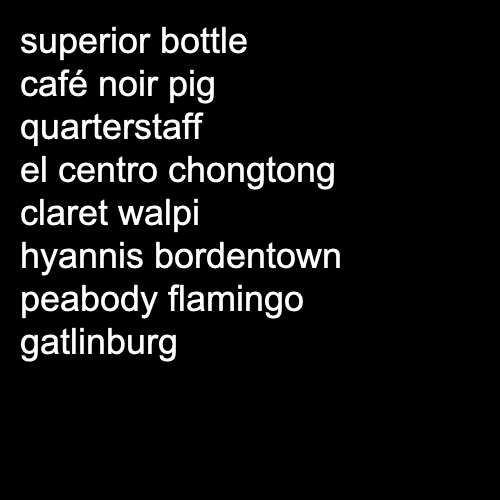 superior bottle
café noir pig
quarterstaff
el centro chongtong
claret walpi
hyannis bordentown
peabody flamingo
gatlinburg